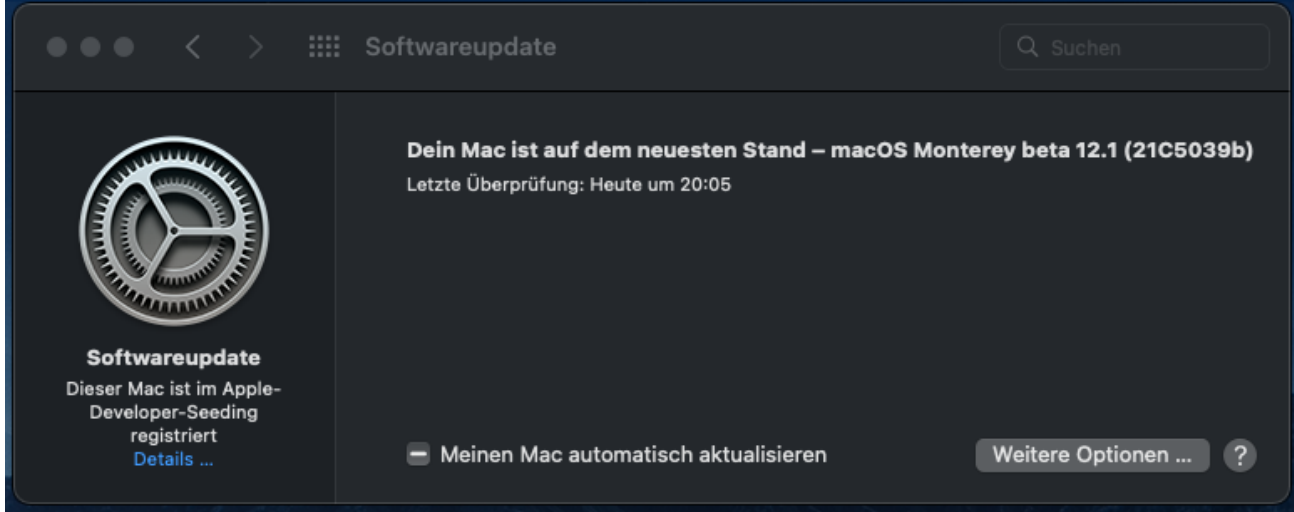 Softwareupdate
Suchen
Dein Mac ist auf dem neuesten Stand – macOS Monterey beta 12.1 (21C5039b)
Letzte Überprüfung: Heute um 20:05
Softwareupdate
Dieser Mac ist im Apple-
Developer-Seeding
registriert
Details ...
Meinen Mac automatisch aktualisieren
Weitere Optionen ...
?